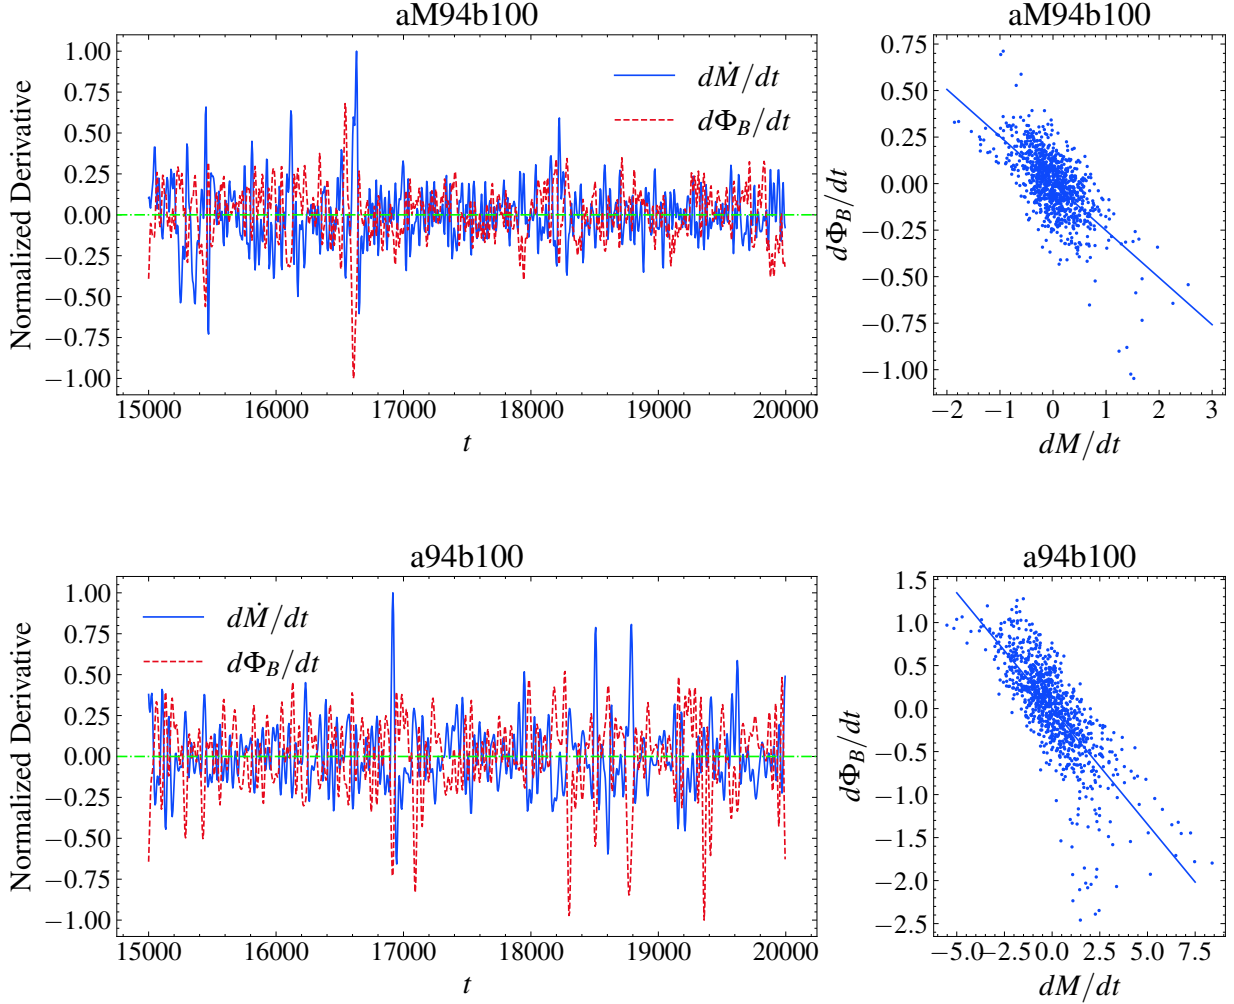 aM94b100
Normalized Derivative
1.00
0.75
0.50
0.25
0.00
−0.25
−0.50
−0.75
−1.00
15000 16000 17000 18000 19000 20000
t
dṀ/dt
dΦ_B/dt
aM94b100
dΦ_B/dt
0.75
0.50
0.25
0.00
−0.25
−0.50
−0.75
−1.00
−2 −1 0 1 2 3
dM/dt
a94b100
Normalized Derivative
1.00
0.75
0.50
0.25
0.00
−0.25
−0.50
−0.75
−1.00
15000 16000 17000 18000 19000 20000
t
dṀ/dt
dΦ_B/dt
a94b100
dΦ_B/dt
1.5
1.0
0.5
0.0
−0.5
−1.0
−1.5
−2.0
−2.5
−5.0 −2.5 0.0 2.5 5.0 7.5
dM/dt